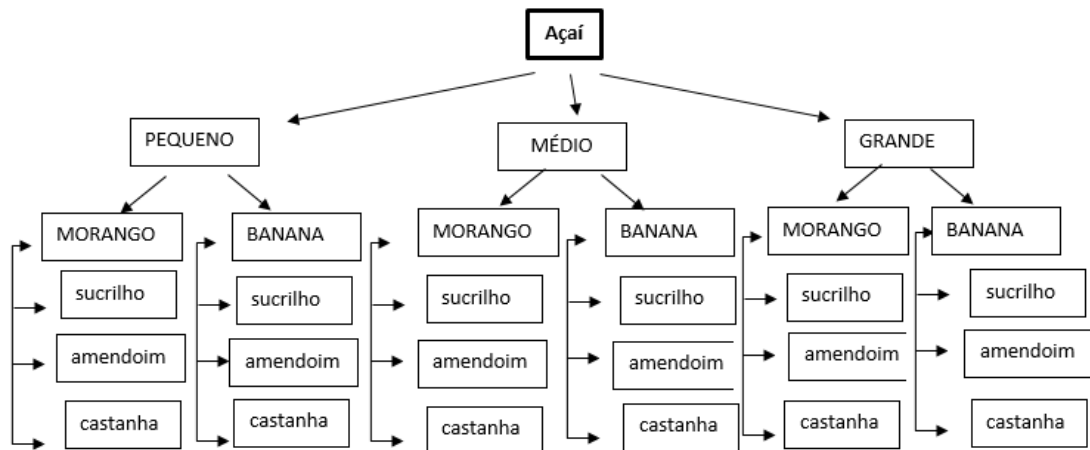 Açaí
PEQUENO
MÉDIO
GRANDE
MORANGO
BANANA
MORANGO
BANANA
MORANGO
BANANA
sucrilho
sucrilho
sucrilho
sucrilho
sucrilho
sucrilho
amendoim
amendoim
amendoim
amendoim
amendoim
amendoim
castanha
castanha
castanha
castanha
castanha
castanha